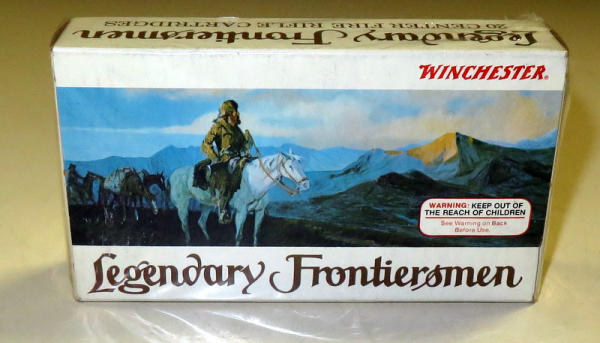 Legendary Frontiersmen
20 CENTER FIRE RIFLE CARTRIDGES
WINCHESTER®
WARNING: KEEP OUT OF
THE REACH OF CHILDREN
See Warning on Back
Before Use.
Legendary Frontiersmen